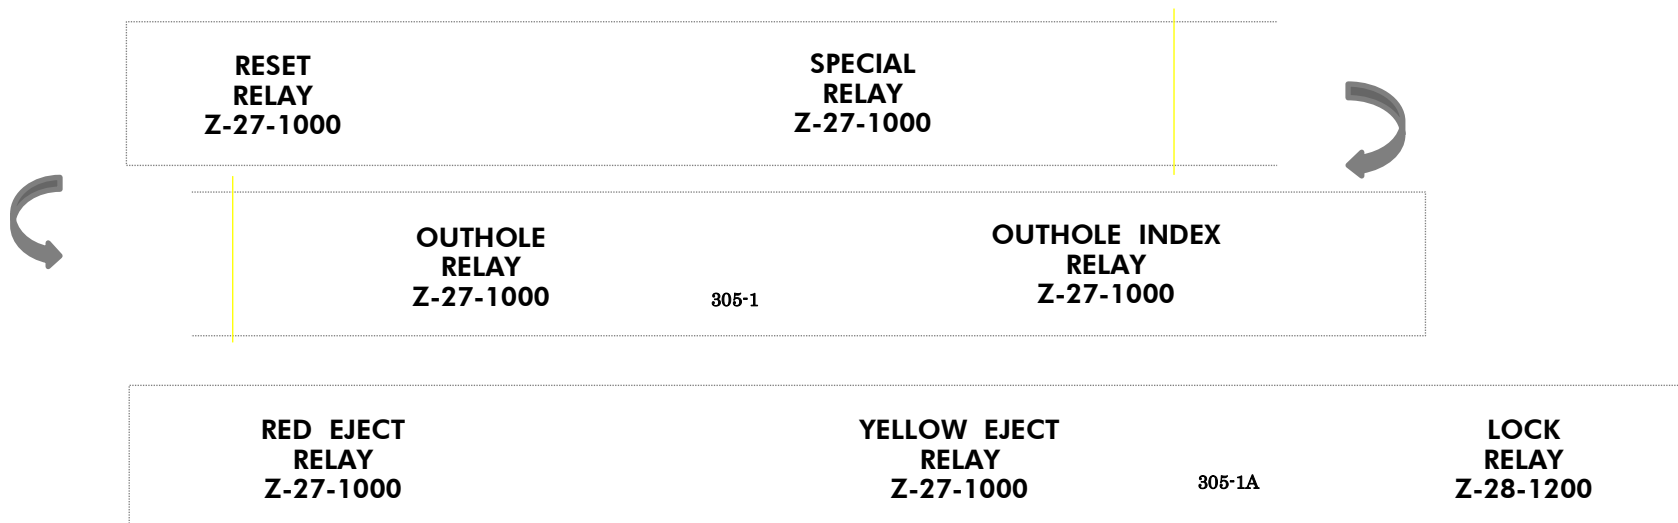 RESET
RELAY
Z-27-1000
SPECIAL
RELAY
Z-27-1000
OUTHOLE
RELAY
Z-27-1000
305-1
OUTHOLE INDEX
RELAY
Z-27-1000
RED EJECT
RELAY
Z-27-1000
YELLOW EJECT
RELAY
Z-27-1000
305-1A
LOCK
RELAY
Z-28-1200